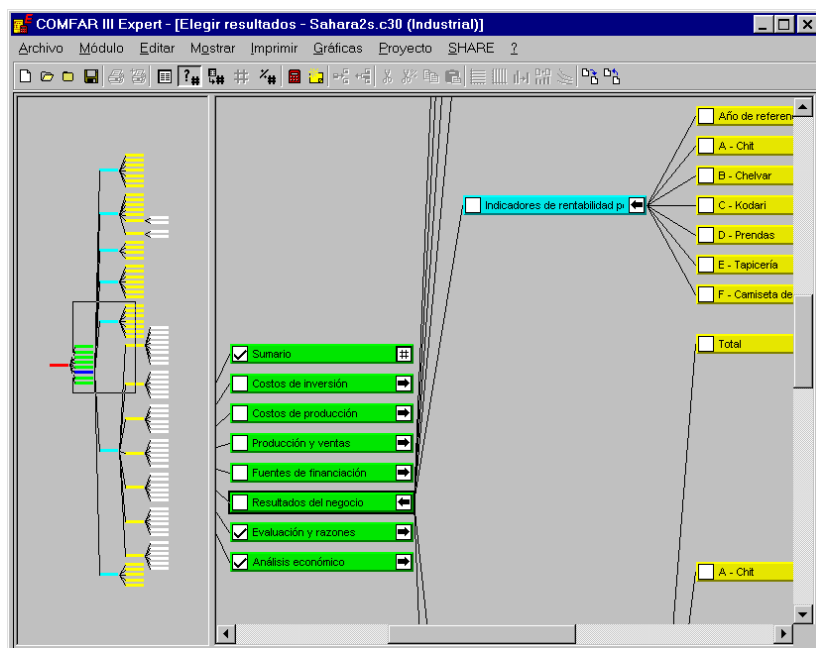 COMFAR III Expert - [Elegir resultados - Sahara2s.c30 (Industrial)]
Archivo Módulo Editar Mostrar Imprimir Gráficas Proyecto SHARE ?
Año de referen
A - Chit
B - Chelvar
Indicadores de rentabilidad p
C - Kodari
D - Prendas
E - Tapicería
F - Camiseta de
Total
Sumario
Costos de inversión
Costos de producción
Producción y ventas
Fuentes de financiación
Resultados del negocio
Evaluación y razones
Análisis económico
A - Chit